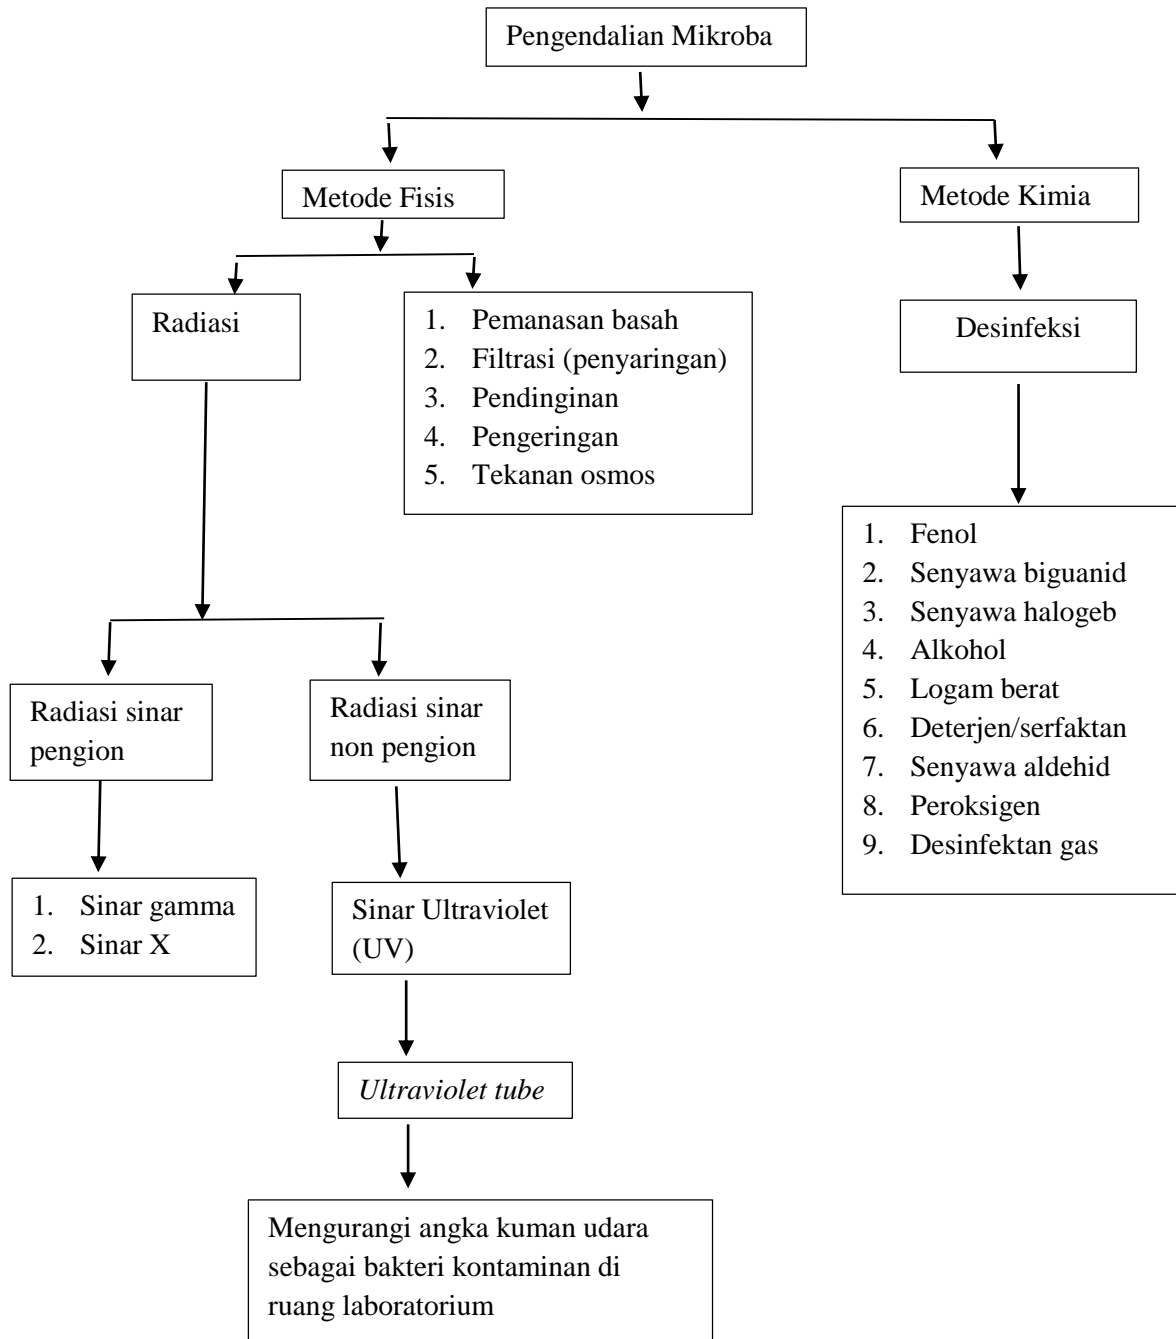 Pengendalian Mikroba
Metode Fisis
Metode Kimia
Radiasi
1. Pemanasan basah
2. Filtrasi (penyaringan)
3. Pendinginan
4. Pengeringan
5. Tekanan osmos
Desinfeksi
1. Fenol
2. Senyawa biguanid
3. Senyawa halogeb
4. Alkohol
5. Logam berat
6. Deterjen/serfaktan
7. Senyawa aldehid
8. Peroksigen
9. Desinfektan gas
Radiasi sinar
pengion
Radiasi sinar
non pengion
1. Sinar gamma
2. Sinar X
Sinar Ultraviolet
(UV)
Ultraviolet tube
Mengurangi angka kuman udara
sebagai bakteri kontaminan di
ruang laboratorium